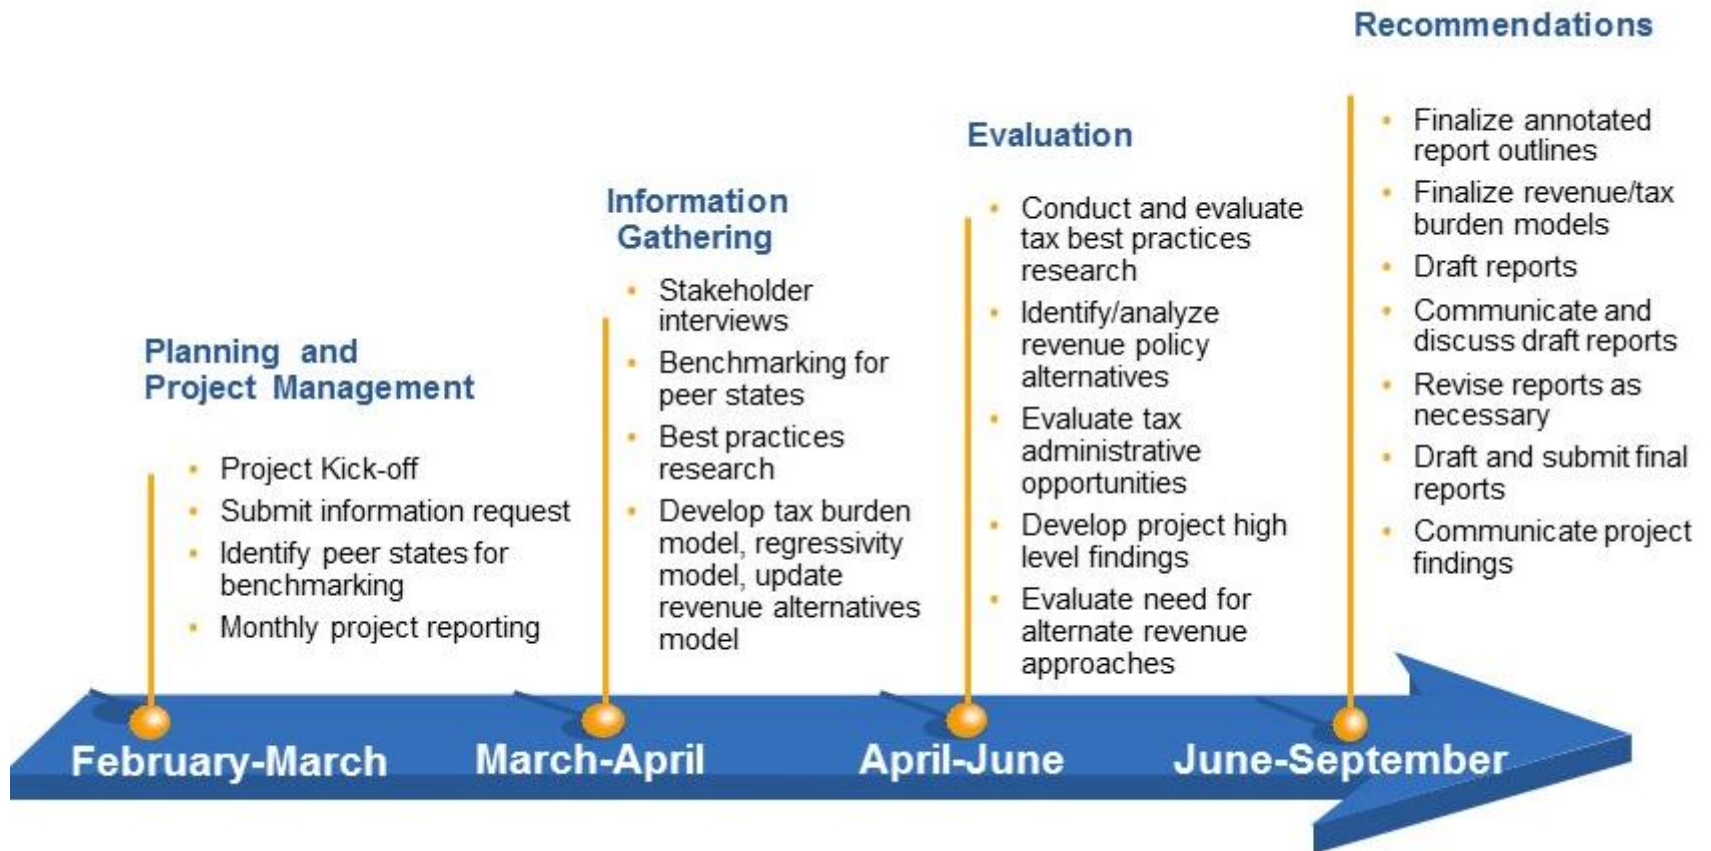 Planning and
Project Management
• Project Kick-off
• Submit information request
• Identify peer states for
benchmarking
• Monthly project reporting
February-March
Information
Gathering
• Stakeholder
interviews
• Benchmarking for
peer states
• Best practices
research
• Develop tax burden
model, regressivity
model, update
revenue alternatives
model
March-April
Evaluation
• Conduct and evaluate
tax best practices
research
• Identify/analyze
revenue policy
alternatives
• Evaluate tax
administrative
opportunities
• Develop project high
level findings
• Evaluate need for
alternate revenue
approaches
April-June
Recommendations
• Finalize annotated
report outlines
• Finalize revenue/tax
burden models
• Draft reports
• Communicate and
discuss draft reports
• Revise reports as
necessary
• Draft and submit final
reports
• Communicate project
findings
June-September